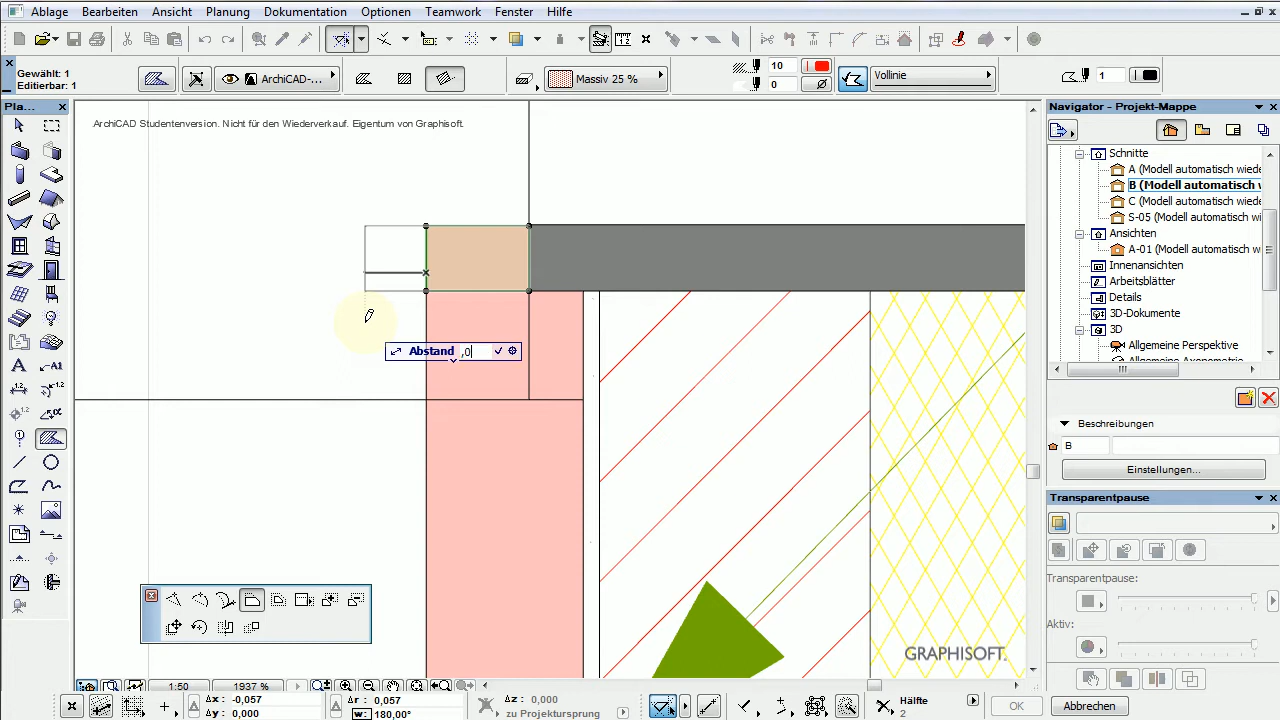 Ablage Bearbeiten Ansicht Planung Dokumentation Optionen Teamwork Fenster Hilfe
Gewählt: 1
Editierbar: 1
ArchiCAD-...
Massiv 25 %
10
0
Vollinie
1
Pla...
ArchiCAD Studentenversion. Nicht für den Wiederverkauf. Eigentum von Graphisoft.
Abstand ,0
GRAPHISOFT.
Navigator - Projekt-Mappe
Schnitte
A (Modell automatisch wiede
B (Modell automatisch w
C (Modell automatisch wiede
S-05 (Modell automatisch wi
Ansichten
A-01 (Modell automatisch wi
Innenansichten
Arbeitsblätter
Details
3D-Dokumente
3D
Allgemeine Perspektive
Allgemeine Axonometrie
Beschreibungen
B
Einstellungen...
Transparentpause
Transparentpause:
Aktiv:
1:50 1937 %
Δx: -0,057
Δy: 0,000
Δr: 0,057
w: 180,00°
Δz: 0,000
zu Projektursprung
Hälfte
2
OK
Abbrechen